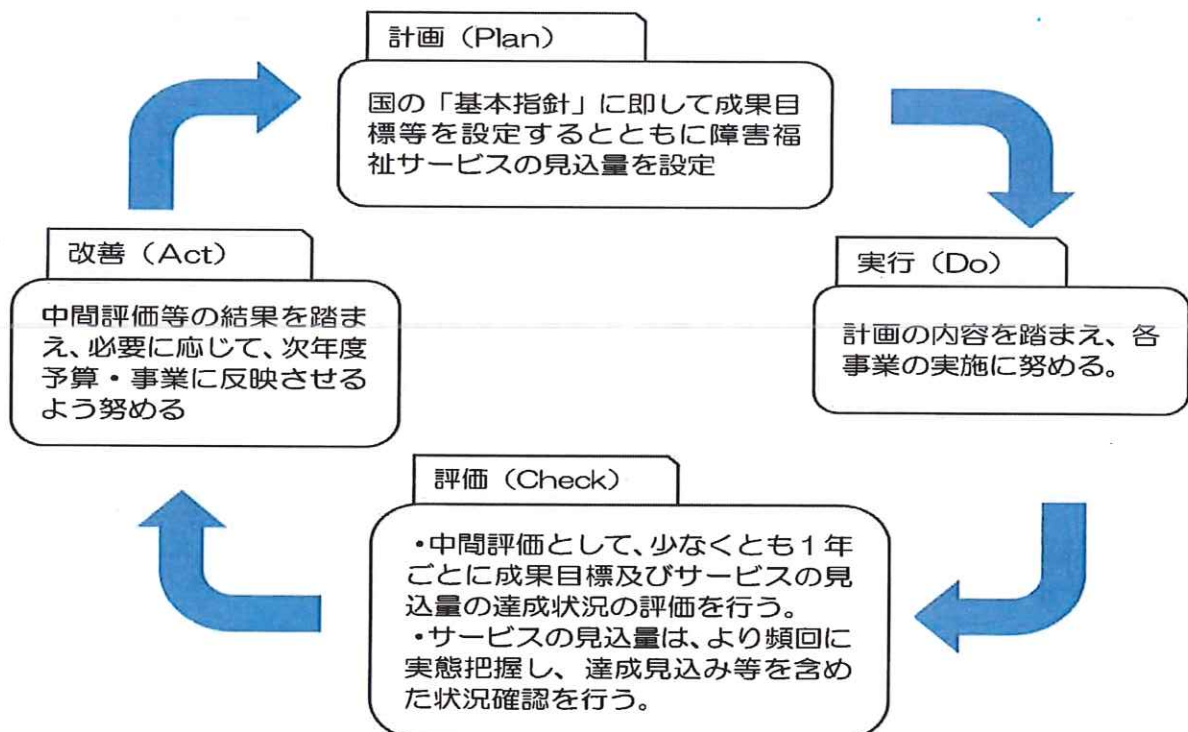 計画（Plan）
国の「基本指針」に即して成果目
標等を設定するとともに障害福
祉サービスの見込量を設定
実行（Do）
計画の内容を踏まえ、各
事業の実施に努める。
評価（Check）
・中間評価として、少なくとも１年
ごとに成果目標及びサービスの見
込量の達成状況の評価を行う。
・サービスの見込量は、より頻回に
実態把握し、達成見込み等を含め
た状況確認を行う。
改善（Act）
中間評価等の結果を踏ま
え、必要に応じて、次年度
予算・事業に反映させる
よう努める